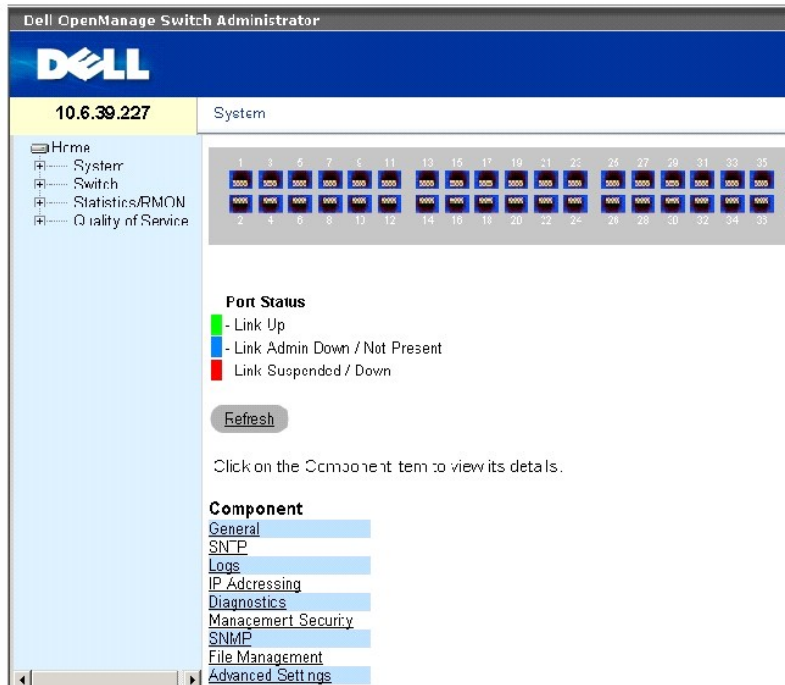 Dell OpenManage Switch Administrator
DELL
10.6.39.227
System
Home
System
Switch
Statistics/RMON
Quality of Service
1 3 5 7 9 11 13 15 17 19 21 23 25 27 29 31 33 35
2 4 6 8 10 12 14 16 18 20 22 24 26 28 30 32 34 36
Port Status
- Link Up
- Link Admin Down / Not Present
Link Suspended / Down
Refresh
Click on the Component item to view its details.
Component
General
SNTP
Logs
IP Addressing
Diagnostics
Management Security
SNMP
File Management
Advanced Settings